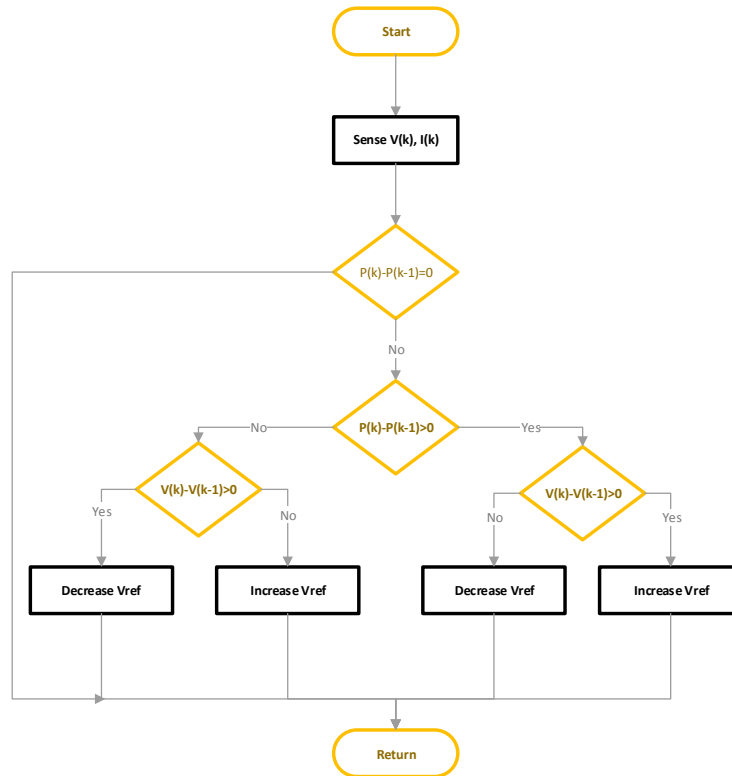 Start
Sense V(k), I(k)
P(k)-P(k-1)=0
No
P(k)-P(k-1)>0
No
Yes
V(k)-V(k-1)>0
V(k)-V(k-1)>0
Yes
No
No
Yes
Decrease Vref
Increase Vref
Decrease Vref
Increase Vref
Return